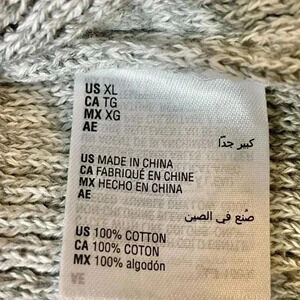 US XL
CA TG
MX XG
AE
كبير جدًا
US MADE IN CHINA
CA FABRIQUÉ EN CHINE
MX HECHO EN CHINA
AE
صُنع في الصين
US 100% COTTON
CA 100% COTON
MX 100% algodón